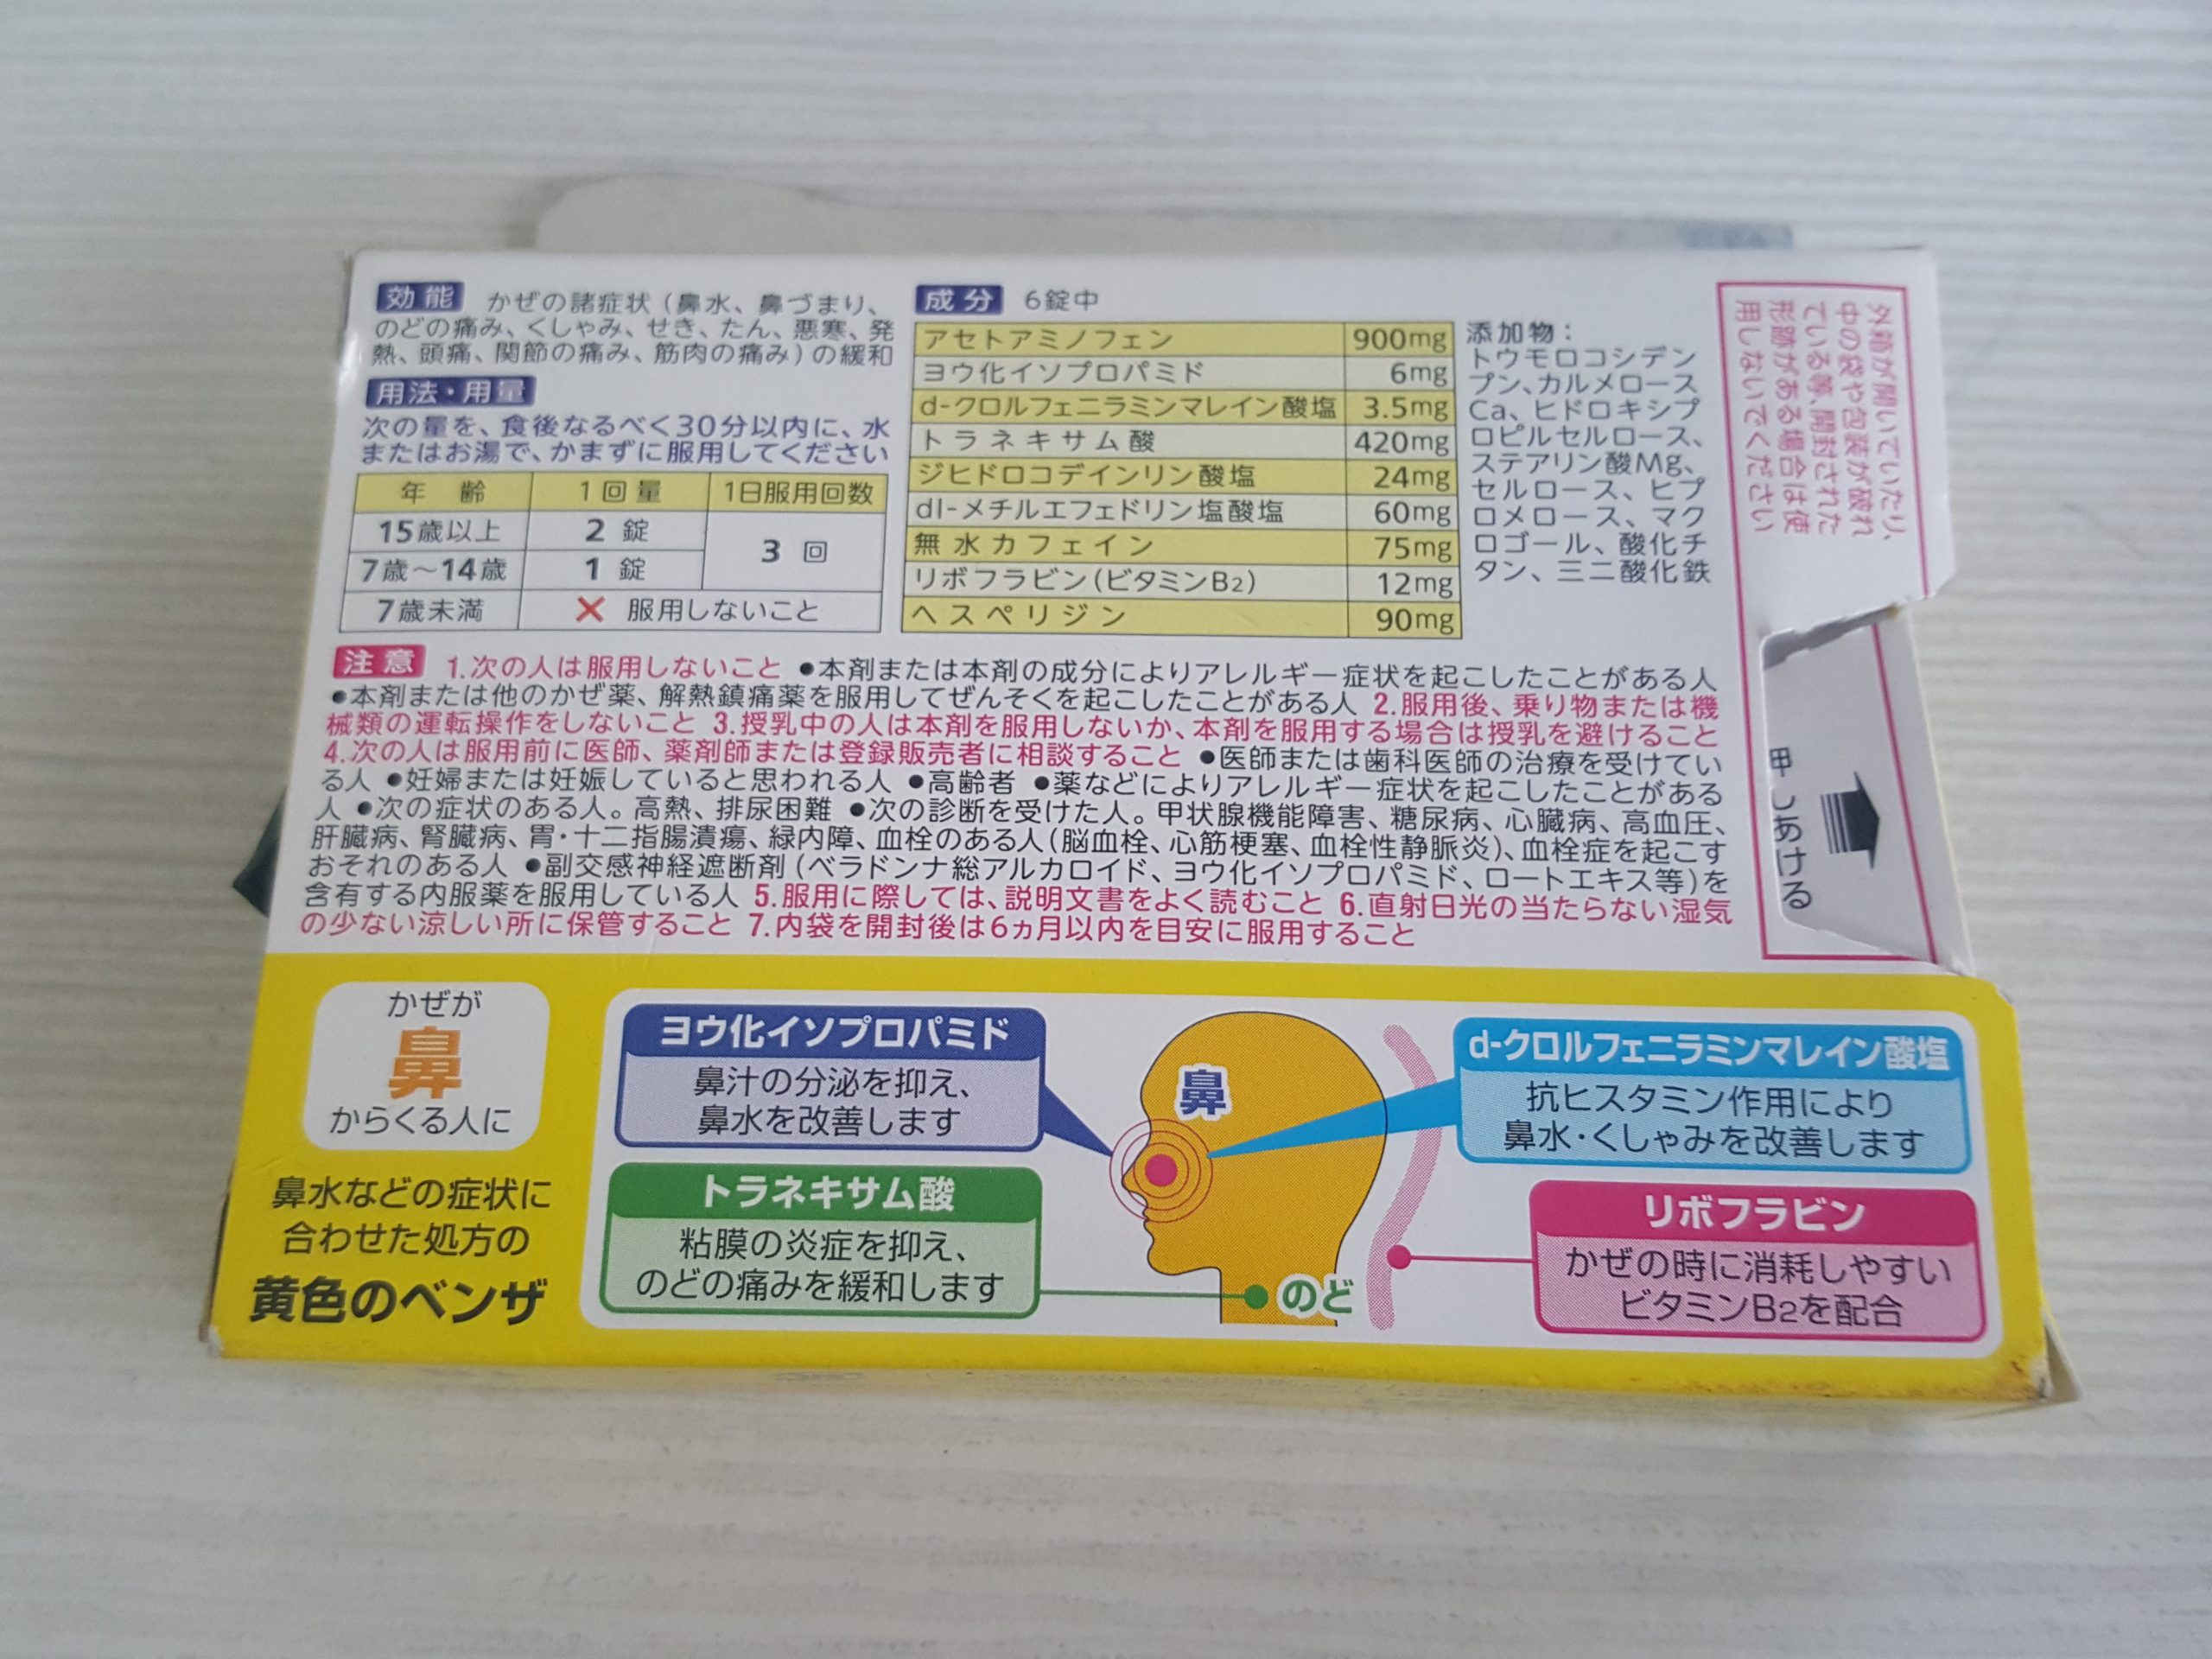 効能 かぜの諸症状(鼻水、鼻づまり、
のどの痛み、くしゃみ、せき、たん、悪寒、発
熱、頭痛、関節の痛み、筋肉の痛み)の緩和
用法・用量
次の量を、食後なるべく30分以内に、水
またはお湯で、かまずに服用してください
年 齢 1回量 1日服用回数
15歳以上 2 錠 3 回
7歳〜14歳 1 錠
7歳未満 × 服用しないこと
成分 6錠中
アセトアミノフェン 900mg
ヨウ化イソプロパミド 6mg
d-クロルフェニラミンマレイン酸塩 3.5mg
トラネキサム酸 420mg
ジヒドロコデインリン酸塩 24mg
dl-メチルエフェドリン塩酸塩 60mg
無水カフェイン 75mg
リボフラビン(ビタミンB2) 12mg
ヘスペリジン 90mg
添加物:
トウモロコシデン
プン、カルメロース
Ca、ヒドロキシプ
ロピルセルロース、
ステアリン酸Mg、
セルロース、ヒプ
ロメロース、マク
ロゴール、酸化チ
タン、三二酸化鉄
外箱が開いていたり、
中の袋や包装が破れ
ている等、開封された
形跡がある場合は使
用しないでください
押しあける
注意 1.次の人は服用しないこと ●本剤または本剤の成分によりアレルギー症状を起こしたことがある人
●本剤または他のかぜ薬、解熱鎮痛薬を服用してぜんそくを起こしたことがある人 2.服用後、乗り物または機
械類の運転操作をしないこと 3.授乳中の人は本剤を服用しないか、本剤を服用する場合は授乳を避けること
4.次の人は服用前に医師、薬剤師または登録販売者に相談すること ●医師または歯科医師の治療を受けてい
る人 ●妊婦または妊娠していると思われる人 ●高齢者 ●薬などによりアレルギー症状を起こしたことがある
人 ●次の症状のある人。高熱、排尿困難 ●次の診断を受けた人。甲状腺機能障害、糖尿病、心臓病、高血圧、
肝臓病、腎臓病、胃・十二指腸潰瘍、緑内障、血栓のある人(脳血栓、心筋梗塞、血栓性静脈炎)、血栓症を起こす
おそれのある人 ●副交感神経遮断剤(ベラドンナ総アルカロイド、ヨウ化イソプロパミド、ロートエキス等)を
含有する内服薬を服用している人 5.服用に際しては、説明文書をよく読むこと 6.直射日光の当たらない湿気
の少ない涼しい所に保管すること 7.内袋を開封後は6ヵ月以内を目安に服用すること
かぜが
鼻
からくる人に
鼻水などの症状に
合わせた処方の
黄色のベンザ
ヨウ化イソプロパミド
鼻汁の分泌を抑え、
鼻水を改善します
トラネキサム酸
粘膜の炎症を抑え、
のどの痛みを緩和します
鼻
のど
d-クロルフェニラミンマレイン酸塩
抗ヒスタミン作用により
鼻水・くしゃみを改善します
リボフラビン
かぜの時に消耗しやすい
ビタミンB2を配合